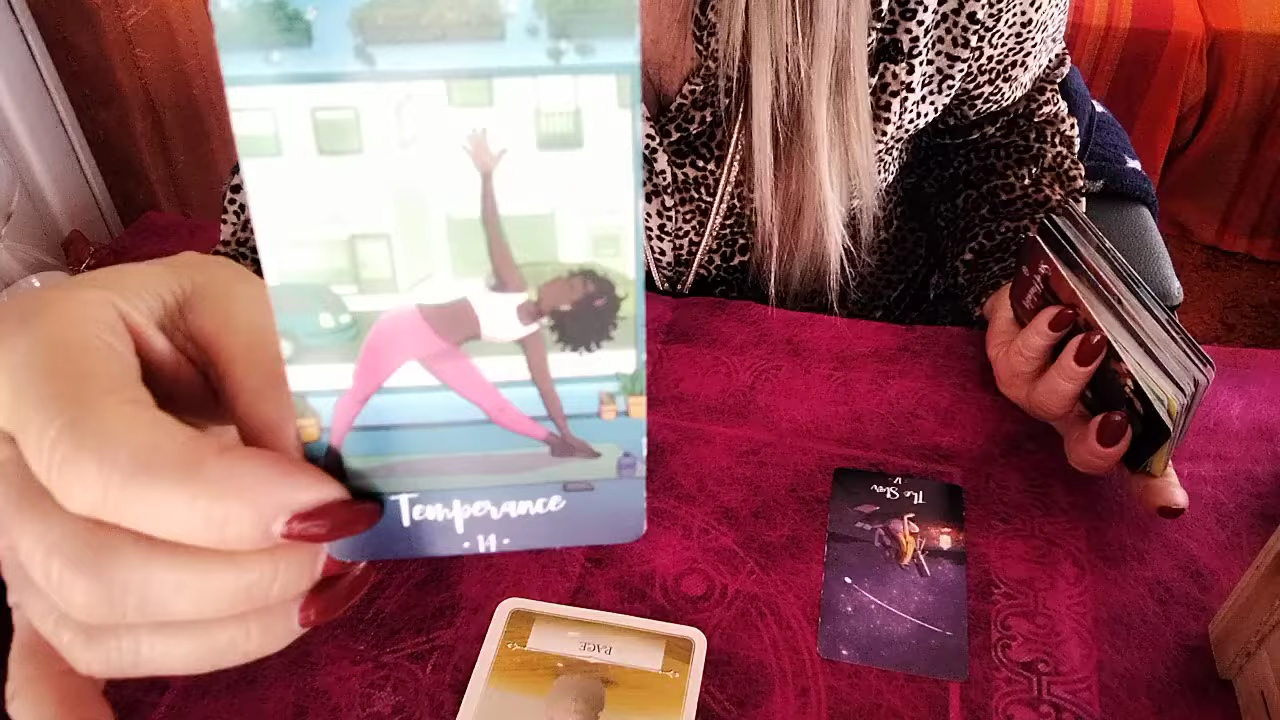 Temperance
• 14 •
The Star
PAGE